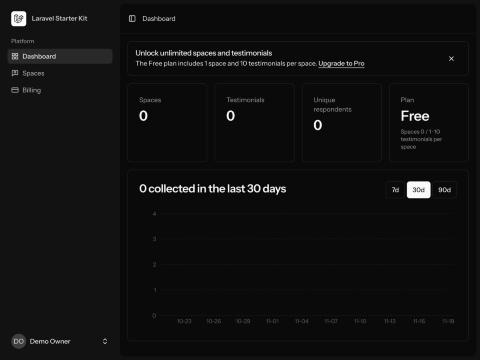 Laravel Starter Kit
Platform
Dashboard
Spaces
Billing
DO Demo Owner
Dashboard
Unlock unlimited spaces and testimonials
The Free plan includes 1 space and 10 testimonials per space. Upgrade to Pro
Spaces
0
Testimonials
0
Unique
respondents
0
Plan
Free
Spaces 0 / 1 · 10
testimonials per
space
0 collected in the last 30 days
7d 30d 90d
4
3
2
1
0
10-23 10-26 10-29 11-01 11-04 11-07 11-10 11-13 11-16 11-19